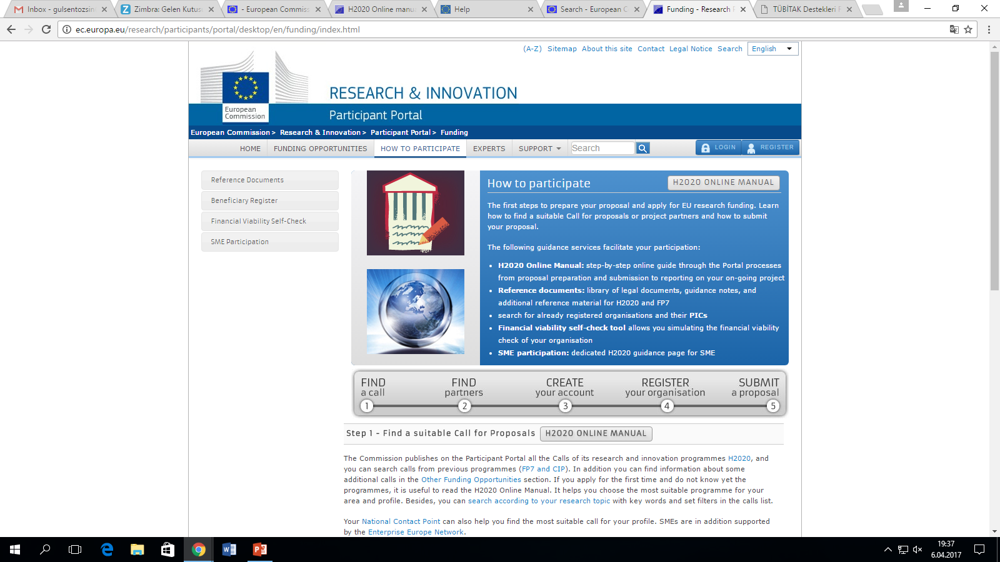 Inbox - gulsentozsin
Zimbra: Gelen Kutusu
- European Commiss
H2020 Online manu
Help
Search - European C
Funding - Research
TÜBİTAK Destekleri
ec.europa.eu/research/participants/portal/desktop/en/funding/index.html
(A-Z) Sitemap About this site Contact Legal Notice Search English
RESEARCH & INNOVATION
European
Commission
Participant Portal
European Commission > Research & Innovation > Participant Portal > Funding
HOME FUNDING OPPORTUNITIES HOW TO PARTICIPATE EXPERTS SUPPORT Search LOGIN REGISTER
Reference Documents
Beneficiary Register
Financial Viability Self-Check
SME Participation
How to participate H2020 ONLINE MANUAL
The first steps to prepare your proposal and apply for EU research funding. Learn
how to find a suitable Call for proposals or project partners and how to submit
your proposal.
The following guidance services facilitate your participation:
• H2020 Online Manual: step-by-step online guide through the Portal processes
from proposal preparation and submission to reporting on your on-going project
• Reference documents: library of legal documents, guidance notes, and
additional reference material for H2020 and FP7
• search for already registered organisations and their PICs
• Financial viability self-check tool allows you simulating the financial viability
check of your organisation
• SME participation: dedicated H2020 guidance page for SME
FIND
a call
1
FIND
partners
2
CREATE
your account
3
REGISTER
your organisation
4
SUBMIT
a proposal
5
Step 1 - Find a suitable Call for Proposals H2020 ONLINE MANUAL
The Commission publishes on the Participant Portal all the Calls of its research and innovation programmes H2020, and
you can search calls from previous programmes (FP7 and CIP). In addition you can find information about some
additional calls in the Other Funding Opportunities section. If you apply for the first time and do not know yet the
programmes, it is useful to read the H2020 Online Manual. It helps you choose the most suitable programme for your
area and profile. Besides, you can search according to your research topic with key words and set filters in the calls list.
Your National Contact Point can also help you find the most suitable call for your profile. SMEs are in addition supported
by the Enterprise Europe Network.
19:37
6.04.2017